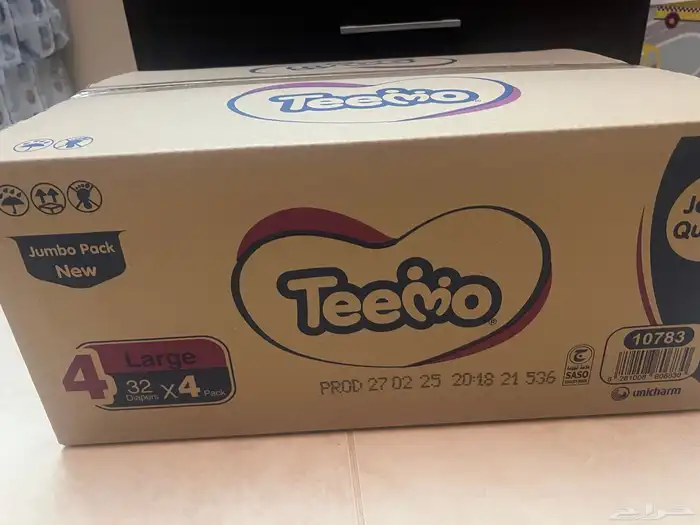 Teemo
Jumbo Pack
New
Teemo
4 Large
32 Diapers X4 Pack
PROD 27 02 25 20:18 21 536
SASO
10783
unicharm
حراج